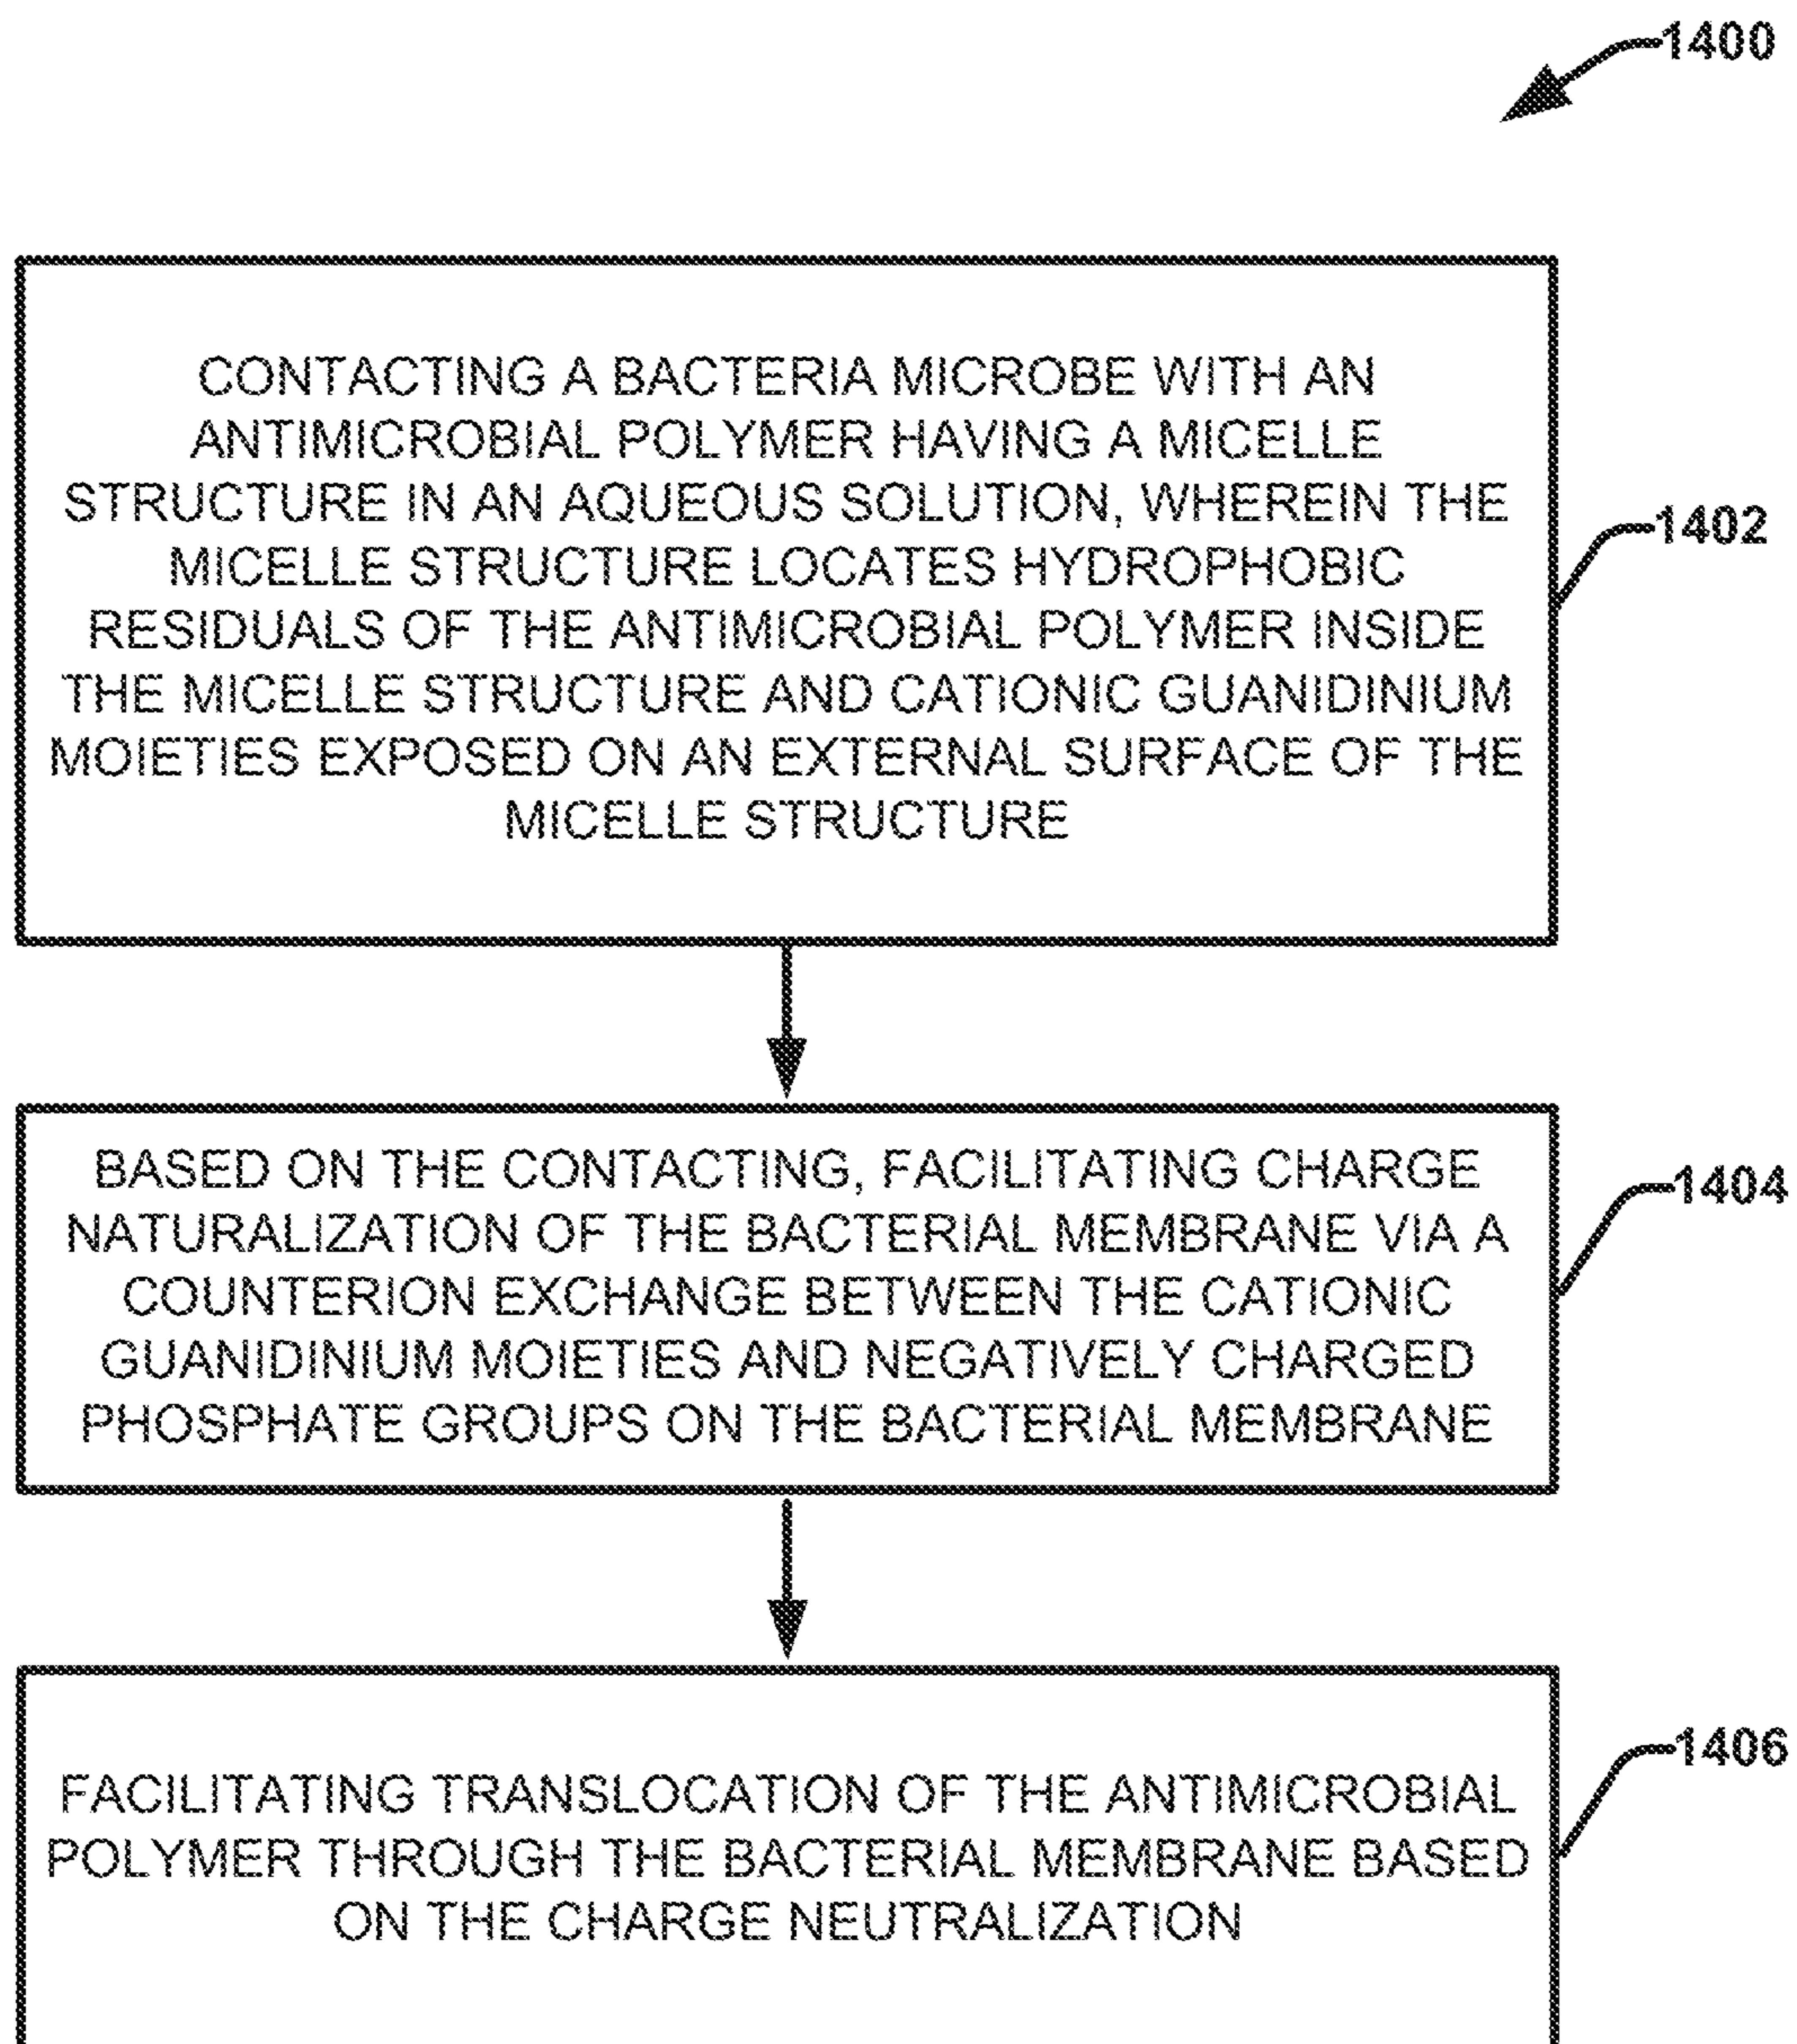 1400
CONTACTING A BACTERIA MICROBE WITH AN
ANTIMICROBIAL POLYMER HAVING A MICELLE
STRUCTURE IN AN AQUEOUS SOLUTION, WHEREIN THE
MICELLE STRUCTURE LOCATES HYDROPHOBIC
RESIDUALS OF THE ANTIMICROBIAL POLYMER INSIDE
THE MICELLE STRUCTURE AND CATIONIC GUANIDINIUM
MOIETIES EXPOSED ON AN EXTERNAL SURFACE OF THE
MICELLE STRUCTURE
1402
BASED ON THE CONTACTING, FACILITATING CHARGE
NATURALIZATION OF THE BACTERIAL MEMBRANE VIA A
COUNTERION EXCHANGE BETWEEN THE CATIONIC
GUANIDINIUM MOIETIES AND NEGATIVELY CHARGED
PHOSPHATE GROUPS ON THE BACTERIAL MEMBRANE
1404
FACILITATING TRANSLOCATION OF THE ANTIMICROBIAL
POLYMER THROUGH THE BACTERIAL MEMBRANE BASED
ON THE CHARGE NEUTRALIZATION
1406